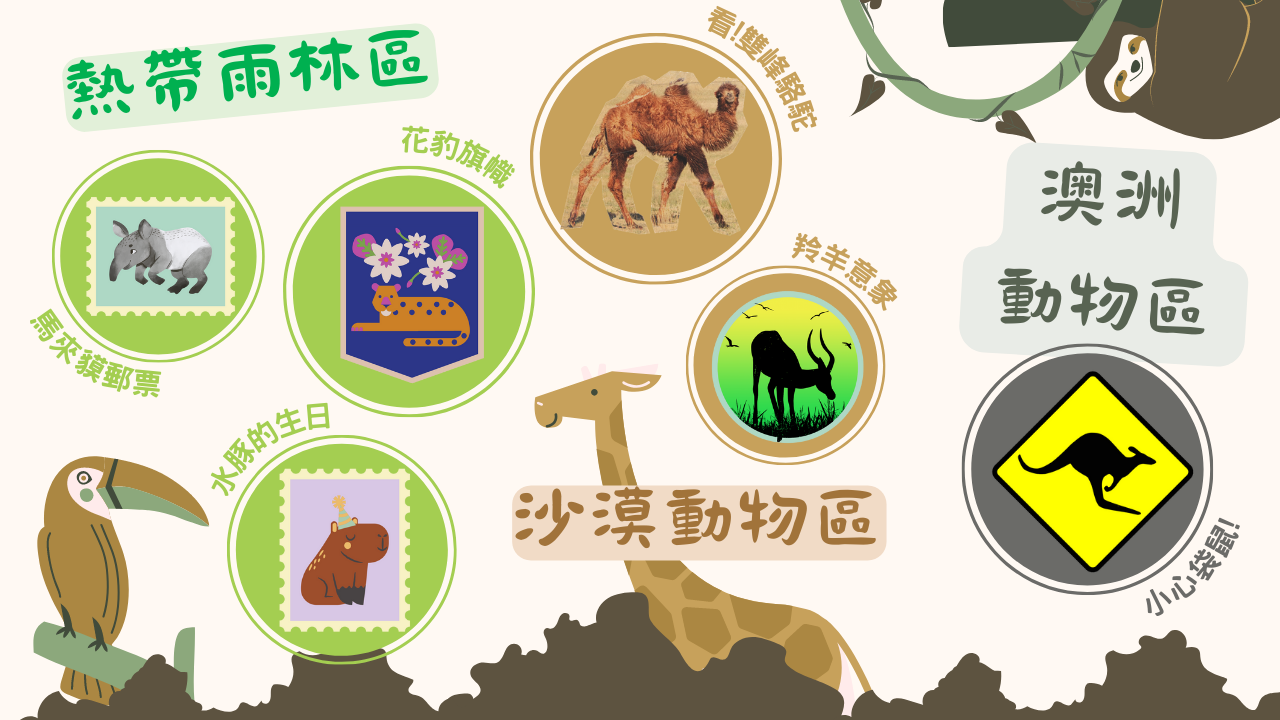 熱帶雨林區
花豹旗幟
馬來貘郵票
水豚的生日
看!雙峰駱駝
羚羊意象
沙漠動物區
澳洲
動物區
小心袋鼠!